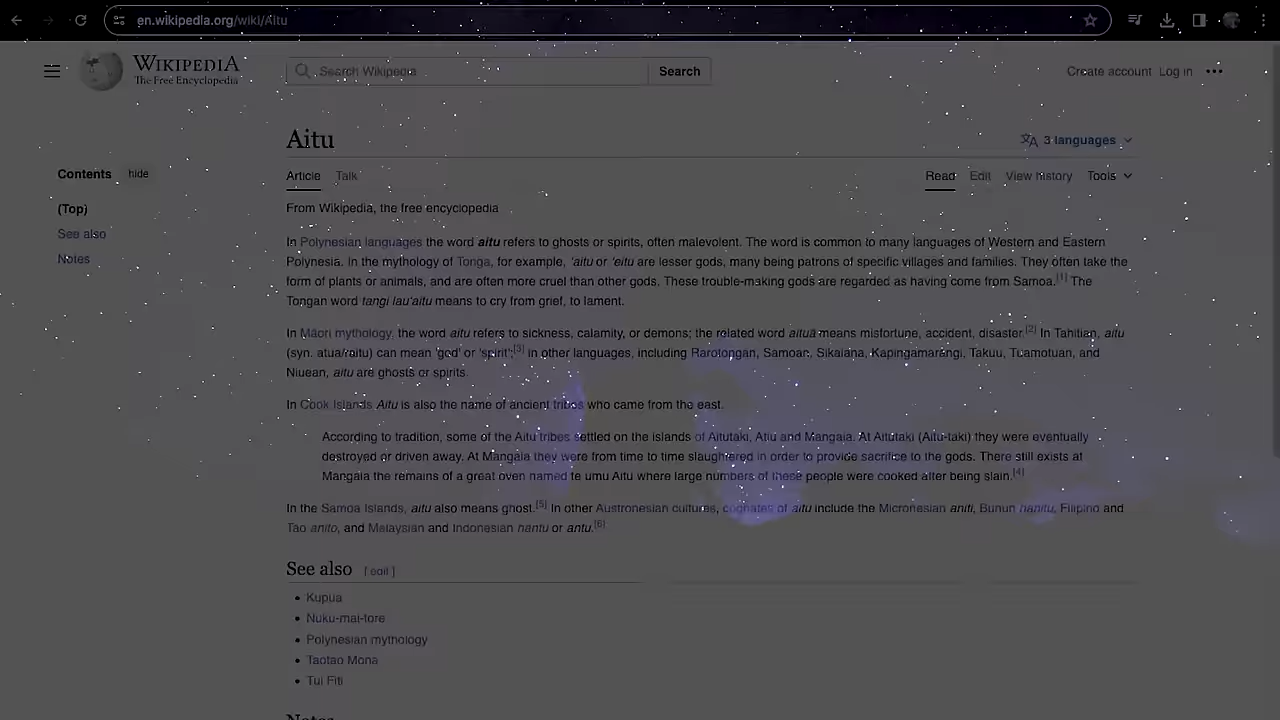 en.wikipedia.org/wiki/Aitu
WIKIPEDIA
The Free Encyclopedia
Search Wikipedia
Search
Create account Log in
Aitu
3 languages
Contents hide
Article Talk
Read Edit View history Tools
(Top)
From Wikipedia, the free encyclopedia
See also
In Polynesian languages the word aitu refers to ghosts or spirits, often malevolent. The word is common to many languages of Western and Eastern
Notes
Polynesia. In the mythology of Tonga, for example, ʻaitu or ʻeitu are lesser gods, many being patrons of specific villages and families. They often take the
form of plants or animals, and are often more cruel than other gods. These trouble-making gods are regarded as having come from Samoa.[1] The
Tongan word tangi lauʻaitu means to cry from grief, to lament.
In Māori mythology, the word aitu refers to sickness, calamity, or demons; the related word aituā means misfortune, accident, disaster.[2] In Tahitian, aitu
(syn. atua/raitu) can mean 'god' or 'spirit';[3] in other languages, including Rarotongan, Samoan, Sikaiana, Kapingamarangi, Takuu, Tuamotuan, and
Niuean, aitu are ghosts or spirits.
In Cook Islands Aitu is also the name of ancient tribes who came from the east.
According to tradition, some of the Aitu tribes settled on the islands of Aitutaki, Atiu and Mangaia. At Aitutaki (Aitu-taki) they were eventually
destroyed or driven away. At Mangaia they were from time to time slaughtered in order to provide sacrifice to the gods. There still exists at
Mangaia the remains of a great oven named te umu Aitu where large numbers of these people were cooked after being slain.[4]
In the Samoa Islands, aitu also means ghost.[5] In other Austronesian cultures, cognates of aitu include the Micronesian aniti, Bunun hanitu, Filipino and
Tao anito, and Malaysian and Indonesian hantu or antu.[6]
See also [ edit ]
Kupua
Nuku-mai-tore
Polynesian mythology
Taotao Mona
Tui Fiti
Notes